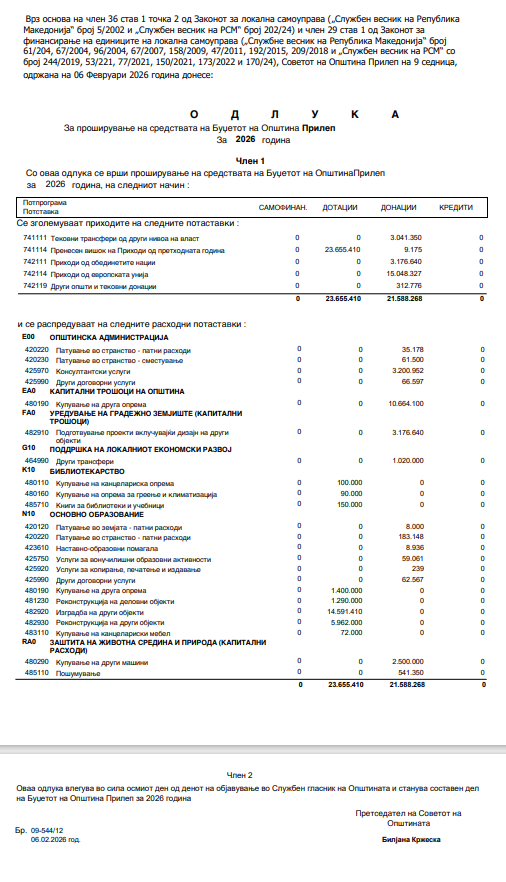 Врз основа на член 36 став 1 точка 2 од Законот за локална самоуправа („Службен весник на Република
Македонија“ број 5/2002 и „Службен весник на РСМ“ број 202/24) и член 29 став 1 од Законот за
финансирање на единиците на локална самоуправа („Службне весник на Република Македонија“ број
61/204, 67/2004, 96/2004, 67/2007, 158/2009, 47/2011, 192/2015, 209/2018 и „Службен весник на РСМ“ со
број 244/2019, 53/221, 77/2021, 150/2021, 173/2022 и 170/24), Советот на Општина Прилеп на 9 седница,
одржана на 06 Февруари 2026 година донесе:
О Д Л У К А
За проширување на средствата на Буџетот на Општина Прилеп
За 2026 година
Член 1
Со оваа одлука се врши проширување на средствата на Буџетот на ОпштинаПрилеп
за 2026 година, на следниот начин :
Потпрограма
Потставка САМОФИНАН. ДОТАЦИИ ДОНАЦИИ КРЕДИТИ
Се зголемуваат приходите на следните потаставки :
741111 Тековни трансфери од други нивоа на власт 0 0 3.041.350 0
741114 Пренесен вишок на Приходи од претходната година 0 23.655.410 9.175 0
742111 Приходи од обединетите нации 0 0 3.176.640 0
742114 Приходи од европската унија 0 0 15.048.327 0
742119 Други општи и тековни донации 0 0 312.776 0
0 23.655.410 21.588.268 0
и се распредуваат на следните расходни потаставки :
E00 ОПШТИНСКА АДМИНИСТРАЦИЈА
420220 Патување во странство - патни расходи 0 0 35.178 0
420230 Патување во странство - сместување 0 0 61.500 0
425970 Консултантски услуги 0 0 3.200.952 0
425990 Други договорни услуги 0 0 66.597 0
EA0 КАПИТАЛНИ ТРОШОЦИ НА ОПШТИНА
480190 Купување на друга опрема 0 0 10.664.100 0
FA0 УРЕДУВАЊЕ НА ГРАДЕЖНО ЗЕМЈИШТЕ (КАПИТАЛНИ
ТРОШОЦИ)
482910 Подготвување проекти вклучувајќи дизајн на други 0 0 3.176.640 0
објекти
G10 ПОДДРШКА НА ЛОКАЛНИОТ ЕКОНОМСКИ РАЗВОЈ
464990 Други трансфери 0 0 1.020.000 0
K10 БИБЛИОТЕКАРСТВО
480110 Купување на канцелариска опрема 0 100.000 0 0
480160 Купување на опрема за греење и климатизација 0 90.000 0 0
485710 Книги за библиотеки и учебници 0 150.000 0 0
N10 ОСНОВНО ОБРАЗОВАНИЕ
420120 Патување во земјата - патни расходи 0 0 8.000 0
420220 Патување во странство - патни расходи 0 0 183.148 0
423610 Наставно-образовни помагала 0 0 8.936 0
425750 Услуги за вонучилишни образовни активности 0 0 59.061 0
425920 Услуги за копирање, печатење и издавање 0 0 239 0
425990 Други договорни услуги 0 0 62.567 0
480190 Купување на друга опрема 0 1.400.000 0 0
481230 Реконструкција на деловни објекти 0 1.290.000 0 0
482920 Изградба на други објекти 0 14.591.410 0 0
482930 Реконструкција на други објекти 0 5.962.000 0 0
483110 Купување на канцелариски мебел 0 72.000 0 0
RA0 ЗАШТИТА НА ЖИВОТНА СРЕДИНА И ПРИРОДА (КАПИТАЛНИ
РАСХОДИ)
480290 Купување на други машини 0 0 2.500.000 0
485110 Пошумување 0 0 541.350 0
0 23.655.410 21.588.268 0
Член 2
Оваа одлука влегува во сила осмиот ден од денот на објавување во Службен гласник на Општината и станува составен дел
на Буџетот на Општина Прилеп за 2026 година
Претседател на Советот на
Општината
Бр. 09-544/12
06.02.2026 год. Билјана Кржеска